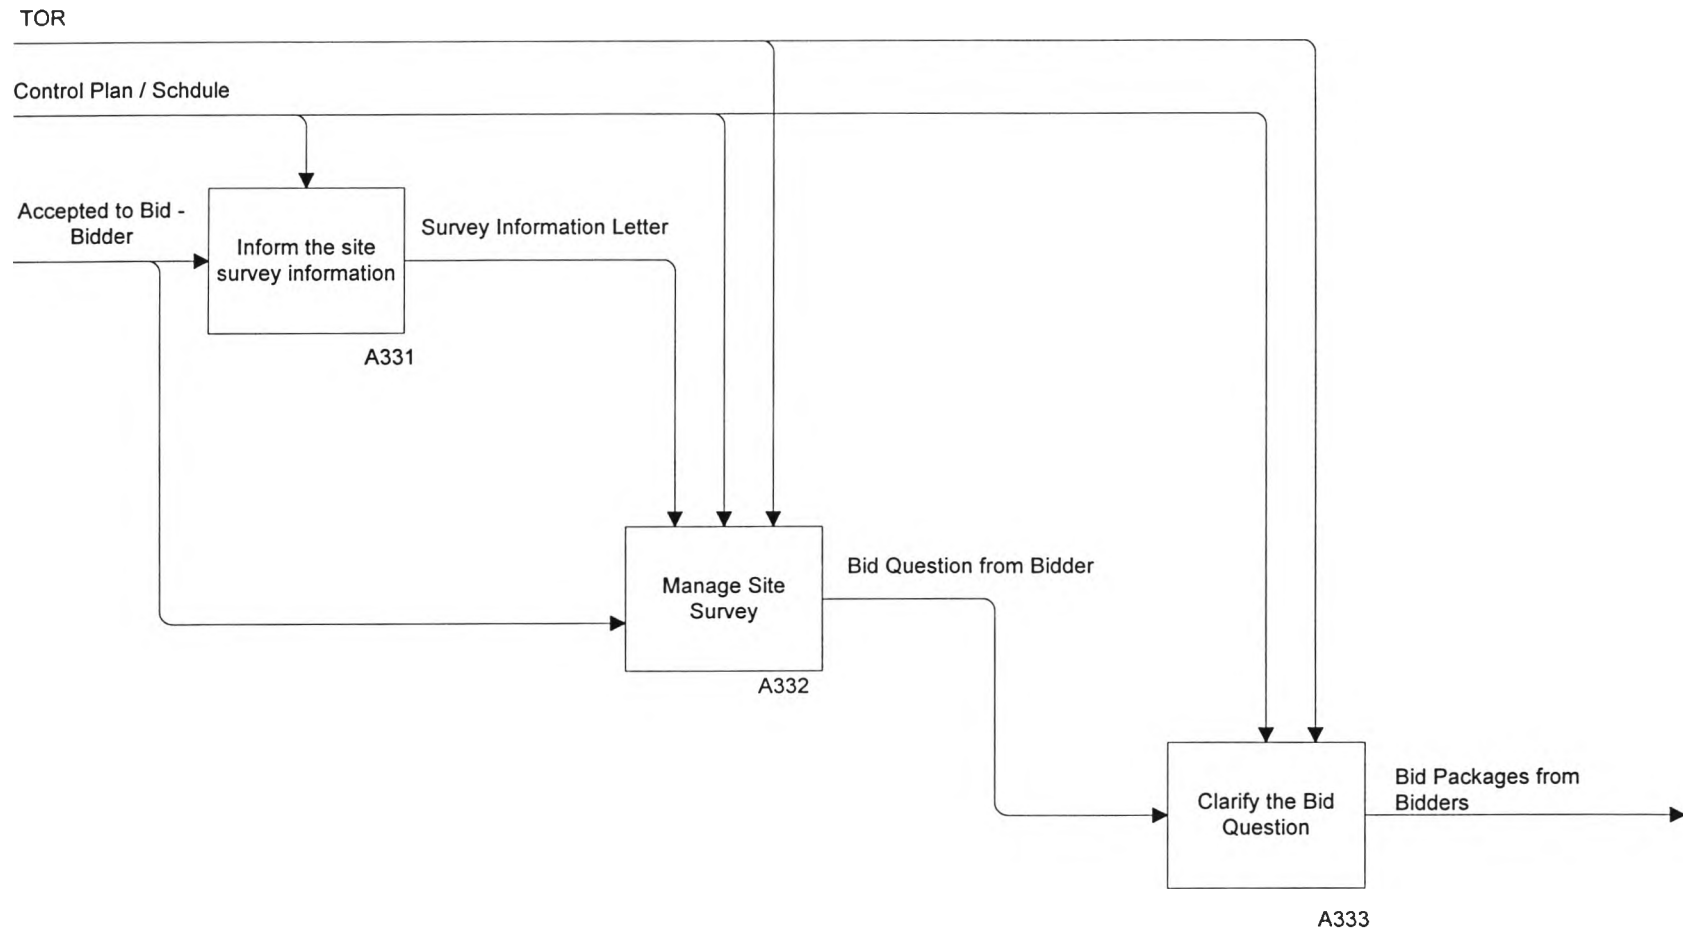 TOR
Control Plan / Schdule
Accepted to Bid -
Bidder
Inform the site
survey information
Survey Information Letter
A331
Manage Site
Survey
Bid Question from Bidder
A332
Clarify the Bid
Question
Bid Packages from
Bidders
A333